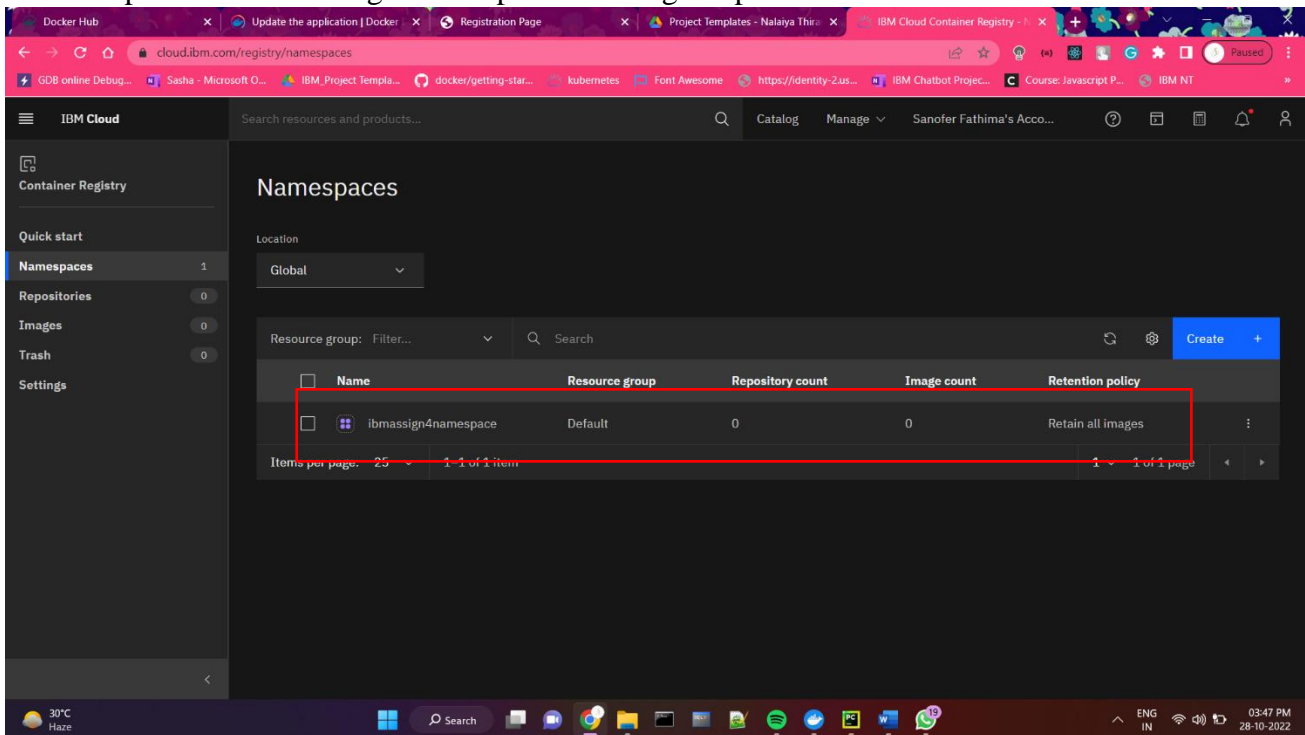 Docker Hub
Update the application | Docker
Registration Page
Project Templates - Nalaiya Thira
IBM Cloud Container Registry - N
cloud.ibm.com/registry/namespaces
Paused
GDB online Debug...
Sasha - Microsoft O...
IBM_Project Templa...
docker/getting-star...
kubernetes
Font Awesome
https://identity-2.us...
IBM Chatbot Projec...
Course: Javascript P...
IBM NT
IBM Cloud
Search resources and products...
Catalog
Manage
Sanofer Fathima's Acco...
Container Registry
Quick start
Namespaces 1
Repositories 0
Images 0
Trash 0
Settings
Namespaces
Location
Global
Resource group: Filter...
Search
Create +
Name Resource group Repository count Image count Retention policy
ibmassign4namespace Default 0 0 Retain all images
Items per page: 25 1–1 of 1 item 1 1 of 1 page
30°C
Haze
Search
19
ENG
IN
03:47 PM
28-10-2022